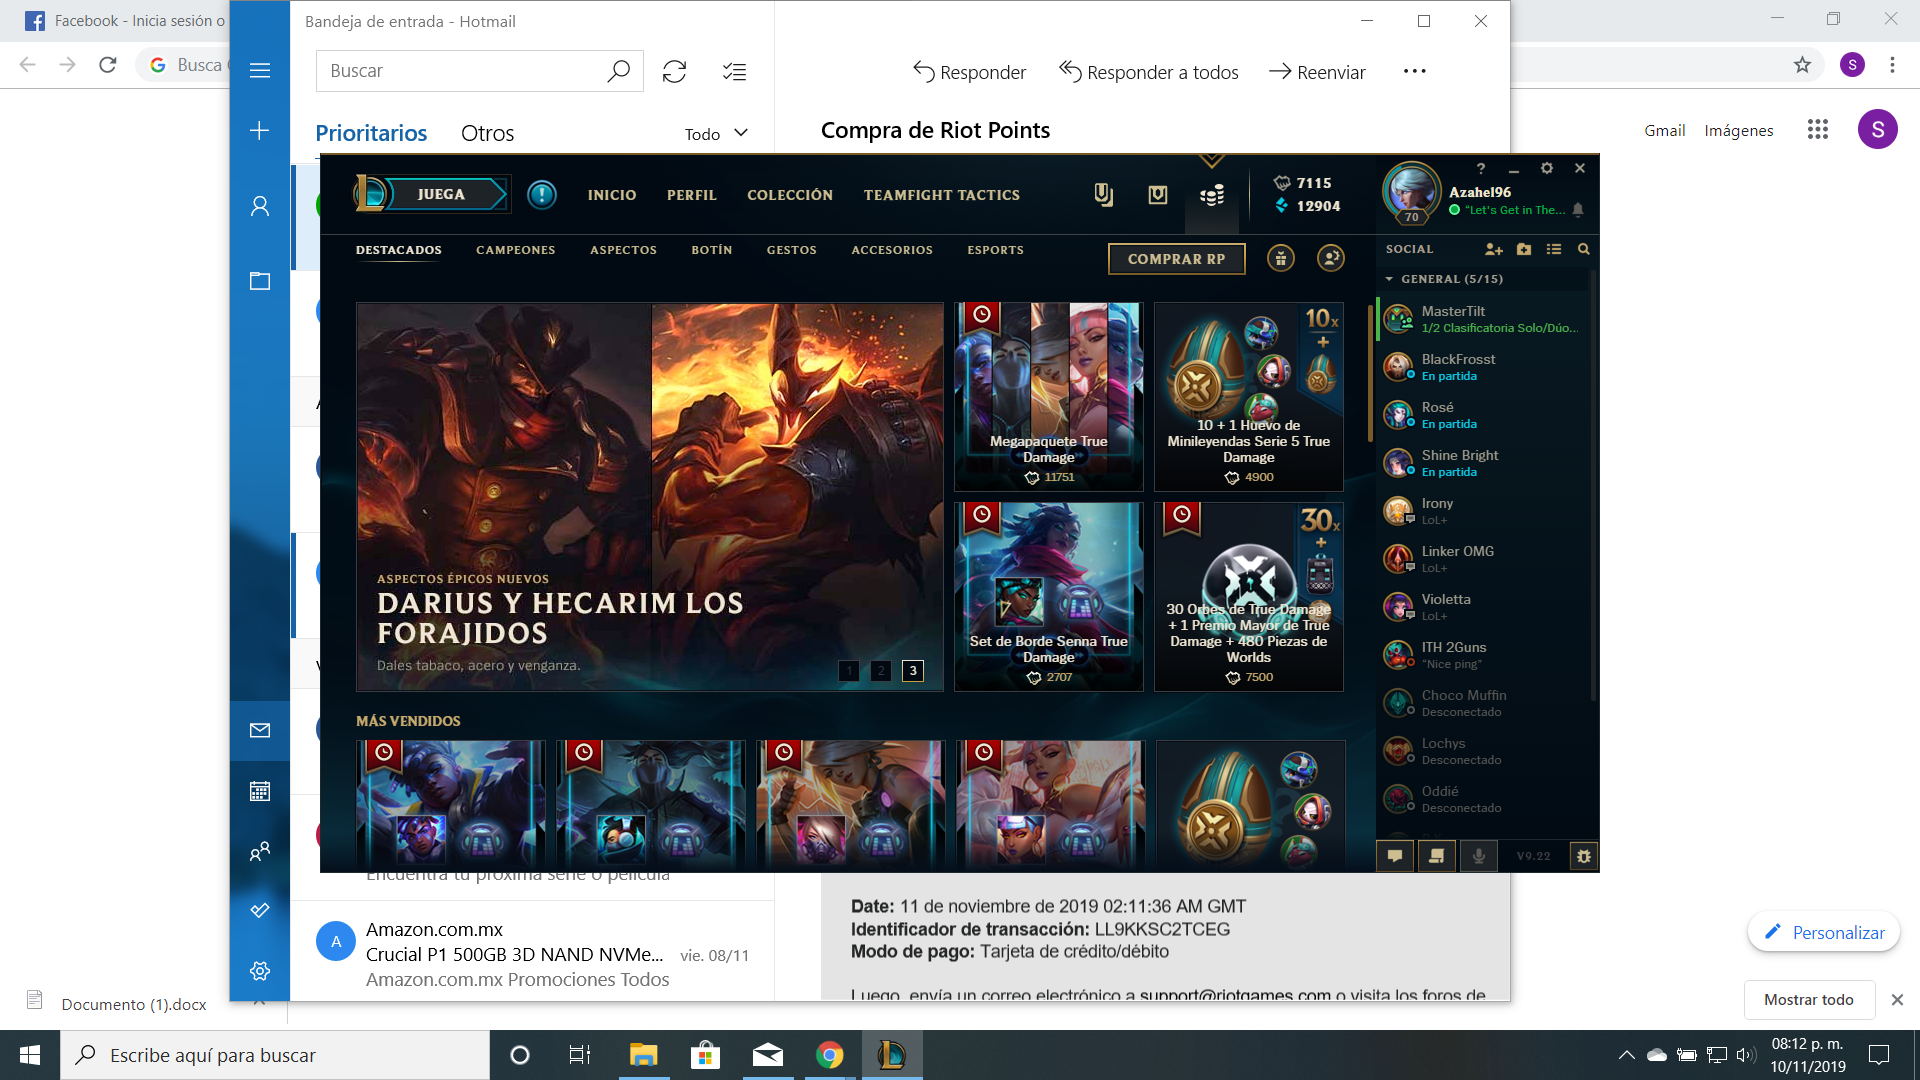 Facebook - Inicia sesión o
Busca
Gmail
Imágenes
S
S
Bandeja de entrada - Hotmail
Buscar
Responder
Responder a todos
Reenviar
Prioritarios
Otros
Todo
Compra de Riot Points
JUEGA
INICIO
PERFIL
COLECCIÓN
TEAMFIGHT TACTICS
7115
12904
DESTACADOS
CAMPEONES
ASPECTOS
BOTÍN
GESTOS
ACCESORIOS
ESPORTS
COMPRAR RP
ASPECTOS ÉPICOS NUEVOS
DARIUS Y HECARIM LOS
FORAJIDOS
Dales tabaco, acero y venganza.
1 2 3
Megapaquete True
Damage
11751
10x
+
10 + 1 Huevo de
Minileyendas Serie 5 True
Damage
4900
Set de Borde Senna True
Damage
2707
30x
+
30 Orbes de True Damage
+ 1 Premio Mayor de True
Damage + 480 Piezas de
Worlds
7500
MÁS VENDIDOS
?
Azahel96
"Let's Get in The...
70
SOCIAL
GENERAL (5/15)
MasterTilt
1/2 Clasificatoria Solo/Dúo...
BlackFrosst
En partida
Rosé
En partida
Shine Bright
En partida
Irony
LoL+
Linker OMG
LoL+
Violetta
LoL+
ITH 2Guns
"Nice ping"
Choco Muffin
Desconectado
Lochys
Desconectado
Oddié
Desconectado
V9.22
Encuentra tu próxima serie o película
A
Amazon.com.mx
Crucial P1 500GB 3D NAND NVMe...
vie. 08/11
Amazon.com.mx Promociones Todos
Date: 11 de noviembre de 2019 02:11:36 AM GMT
Identificador de transacción: LL9KKSC2TCEG
Modo de pago: Tarjeta de crédito/débito
Luego, envía un correo electrónico a support@riotgames.com o visita los foros de
Personalizar
Documento (1).docx
Mostrar todo
Escribe aquí para buscar
08:12 p. m.
10/11/2019